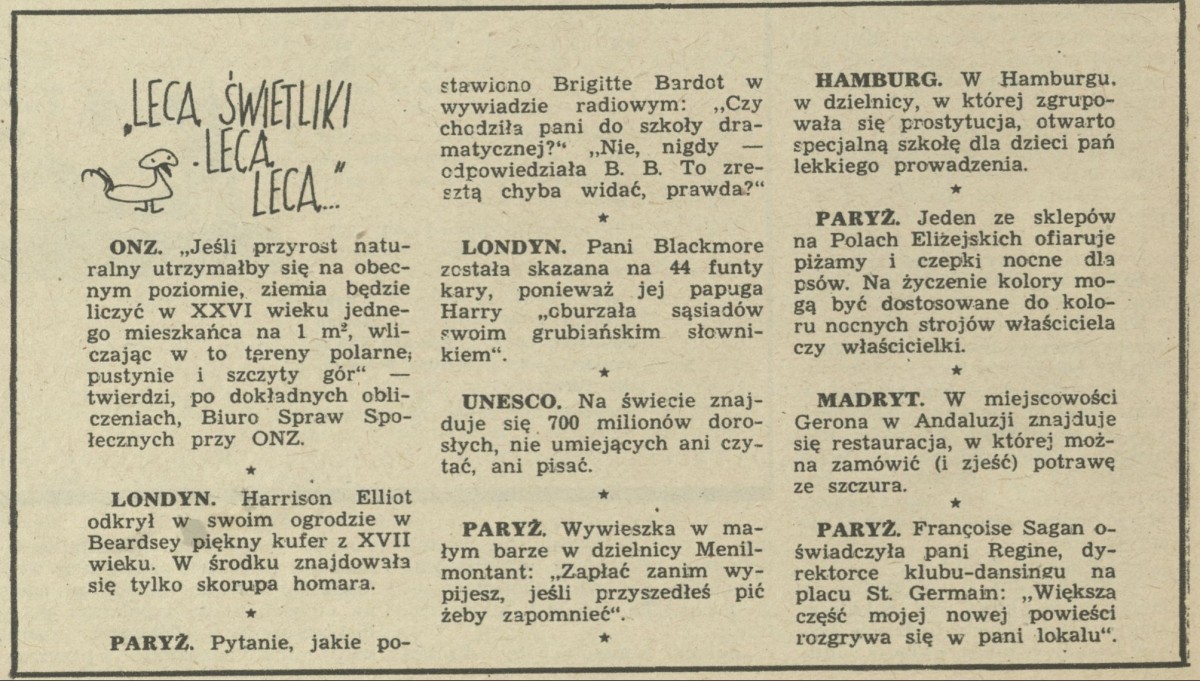 „LECĄ, ŚWIETLIKI
LECĄ,
LECĄ..."
ONZ. „Jeśli przyrost natu-
ralny utrzymałby się na obec-
nym poziomie, ziemia będzie
liczyć w XXVI wieku jedne-
go mieszkańca na 1 m², wli-
czając w to tereny polarne,
pustynie i szczyty gór“ —
twierdzi, po dokładnych obli-
czeniach, Biuro Spraw Spo-
łecznych przy ONZ.
★
LONDYN. Harrison Elliot
odkrył w swoim ogrodzie w
Beardsey piękny kufer z XVII
wieku. W środku znajdowała
się tylko skorupa homara.
★
PARYŻ. Pytanie, jakie po-
stawiono Brigitte Bardot w
wywiadzie radiowym: „Czy
chodziła pani do szkoły dra-
matycznej?“ „Nie, nigdy —
odpowiedziała B. B. To zre-
sztą chyba widać, prawda?“
★
LONDYN. Pani Blackmore
została skazana na 44 funty
kary, ponieważ jej papuga
Harry „oburzała sąsiadów
swoim grubiańskim słowni-
kiem“.
★
UNESCO. Na świecie znaj-
duje się 700 milionów doro-
słych, nie umiejących ani czy-
tać, ani pisać.
★
PARYŻ. Wywieszka w ma-
łym barze w dzielnicy Menil-
montant: „Zapłać zanim wy-
pijesz, jeśli przyszedłeś pić
żeby zapomnieć“.
★
HAMBURG. W Hamburgu,
w dzielnicy, w której zgrupo-
wała się prostytucja, otwarto
specjalną szkołę dla dzieci pań
lekkiego prowadzenia.
★
PARYŻ. Jeden ze sklepów
na Polach Elizejskich ofiaruje
piżamy i czepki nocne dla
psów. Na życzenie kolory mo-
gą być dostosowane do kolo-
ru nocnych strojów właściciela
czy właścicielki.
★
MADRYT. W miejscowości
Gerona w Andaluzji znajduje
się restauracja, w której moż-
na zamówić (i zjeść) potrawę
ze szczura.
★
PARYŻ. Françoise Sagan o-
świadczyła pani Regine, dy-
rektorce klubu-dansingu na
placu St. Germain: „Większa
część mojej nowej powieści
rozgrywa się w pani lokalu“.